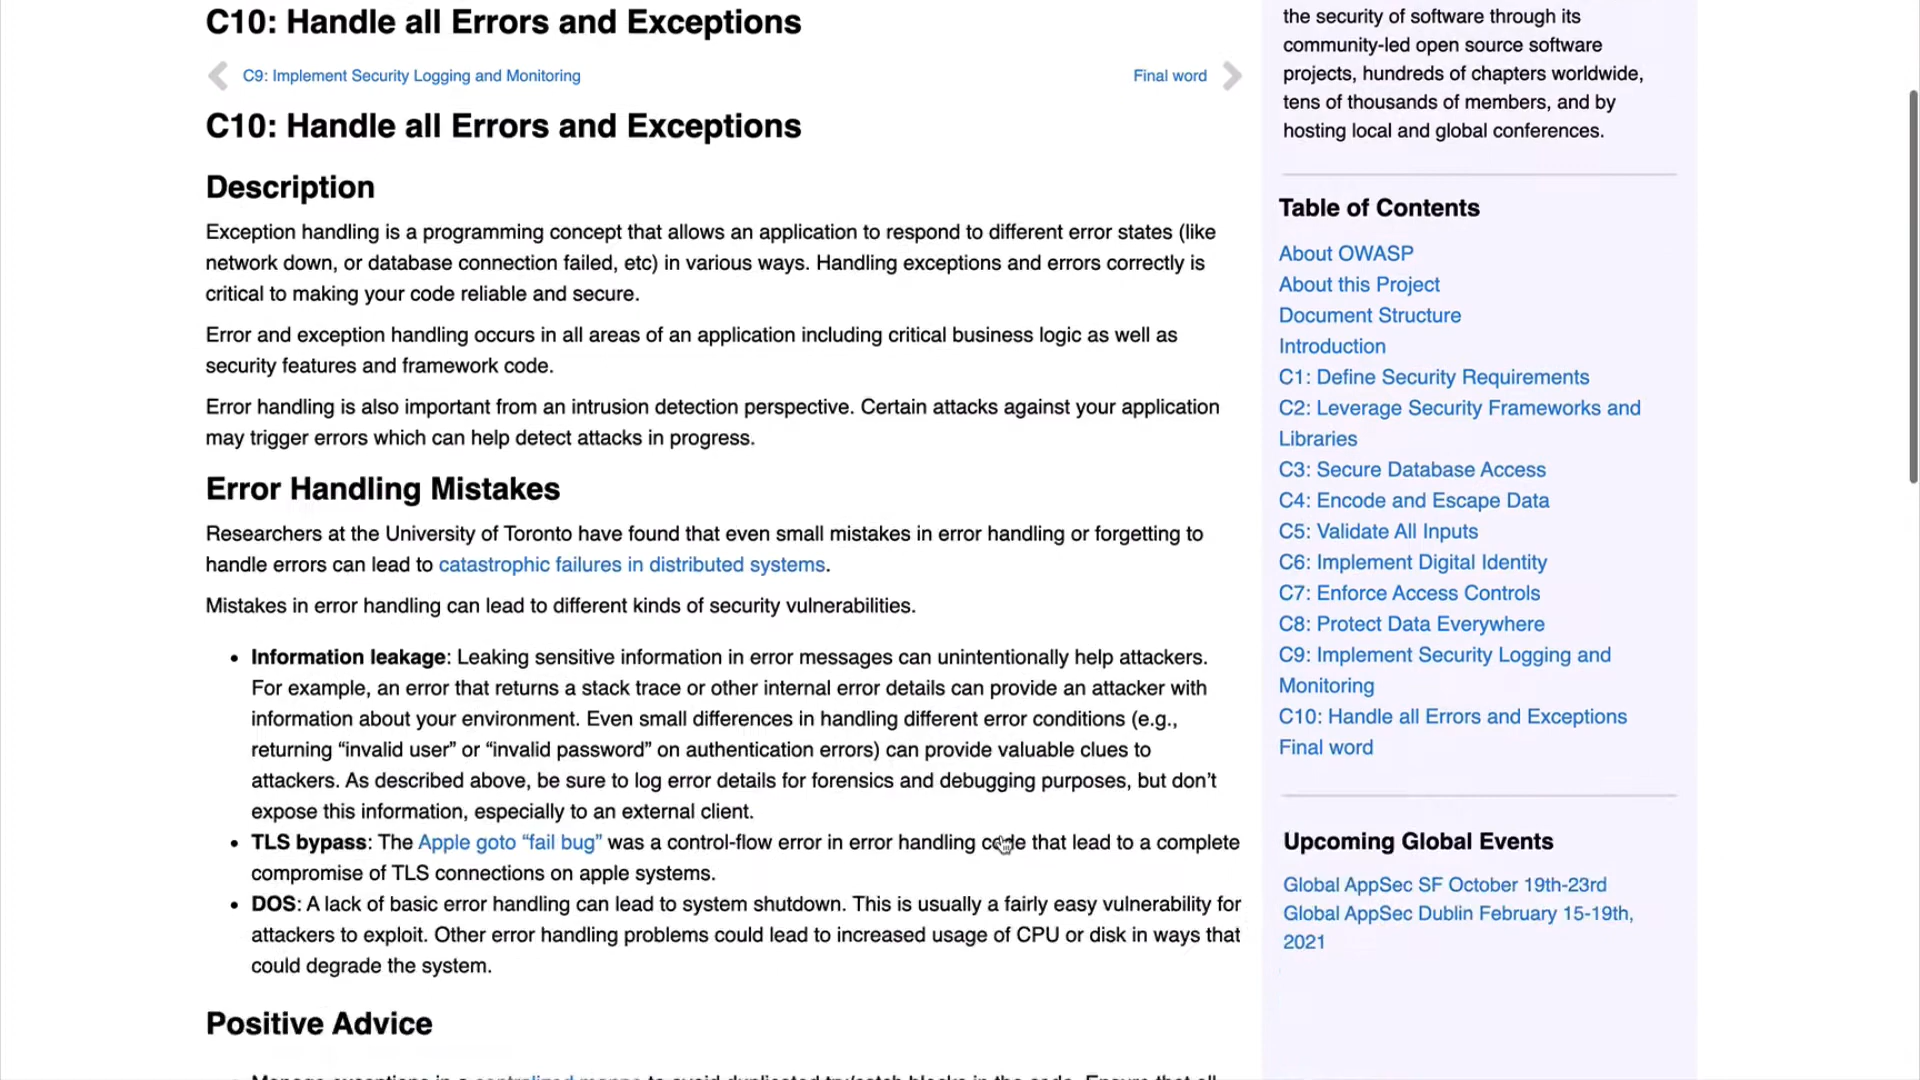 C10: Handle all Errors and Exceptions
C9: Implement Security Logging and Monitoring
Final word
C10: Handle all Errors and Exceptions
Description
Exception handling is a programming concept that allows an application to respond to different error states (like
network down, or database connection failed, etc) in various ways. Handling exceptions and errors correctly is
critical to making your code reliable and secure.
Error and exception handling occurs in all areas of an application including critical business logic as well as
security features and framework code.
Error handling is also important from an intrusion detection perspective. Certain attacks against your application
may trigger errors which can help detect attacks in progress.
Error Handling Mistakes
Researchers at the University of Toronto have found that even small mistakes in error handling or forgetting to
handle errors can lead to catastrophic failures in distributed systems.
Mistakes in error handling can lead to different kinds of security vulnerabilities.
• Information leakage: Leaking sensitive information in error messages can unintentionally help attackers.
For example, an error that returns a stack trace or other internal error details can provide an attacker with
information about your environment. Even small differences in handling different error conditions (e.g.,
returning “invalid user” or “invalid password” on authentication errors) can provide valuable clues to
attackers. As described above, be sure to log error details for forensics and debugging purposes, but don’t
expose this information, especially to an external client.
• TLS bypass: The Apple goto “fail bug” was a control-flow error in error handling code that lead to a complete
compromise of TLS connections on apple systems.
• DOS: A lack of basic error handling can lead to system shutdown. This is usually a fairly easy vulnerability for
attackers to exploit. Other error handling problems could lead to increased usage of CPU or disk in ways that
could degrade the system.
Positive Advice
the security of software through its
community-led open source software
projects, hundreds of chapters worldwide,
tens of thousands of members, and by
hosting local and global conferences.
Table of Contents
About OWASP
About this Project
Document Structure
Introduction
C1: Define Security Requirements
C2: Leverage Security Frameworks and
Libraries
C3: Secure Database Access
C4: Encode and Escape Data
C5: Validate All Inputs
C6: Implement Digital Identity
C7: Enforce Access Controls
C8: Protect Data Everywhere
C9: Implement Security Logging and
Monitoring
C10: Handle all Errors and Exceptions
Final word
Upcoming Global Events
Global AppSec SF October 19th-23rd
Global AppSec Dublin February 15-19th,
2021